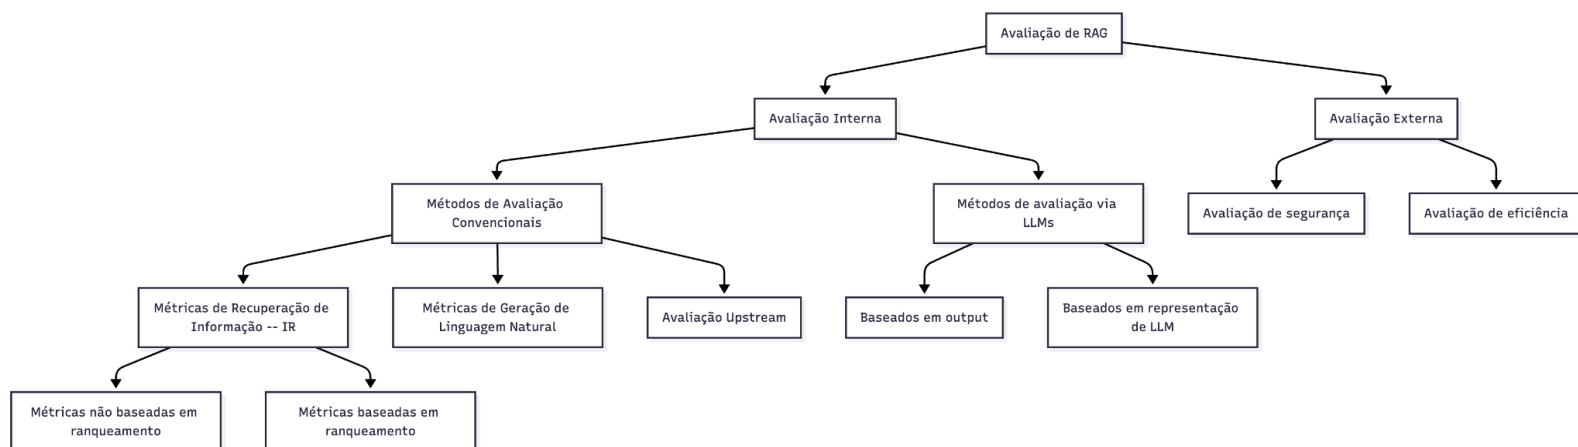 Avaliação de RAG
Avaliação Interna
Avaliação Externa
Métodos de Avaliação
Convencionais
Métodos de avaliação via
LLMs
Avaliação de segurança
Avaliação de eficiência
Métricas de Recuperação de
Informação -- IR
Métricas de Geração de
Linguagem Natural
Avaliação Upstream
Baseados em output
Baseados em representação
de LLM
Métricas não baseadas em
ranqueamento
Métricas baseadas em
ranqueamento